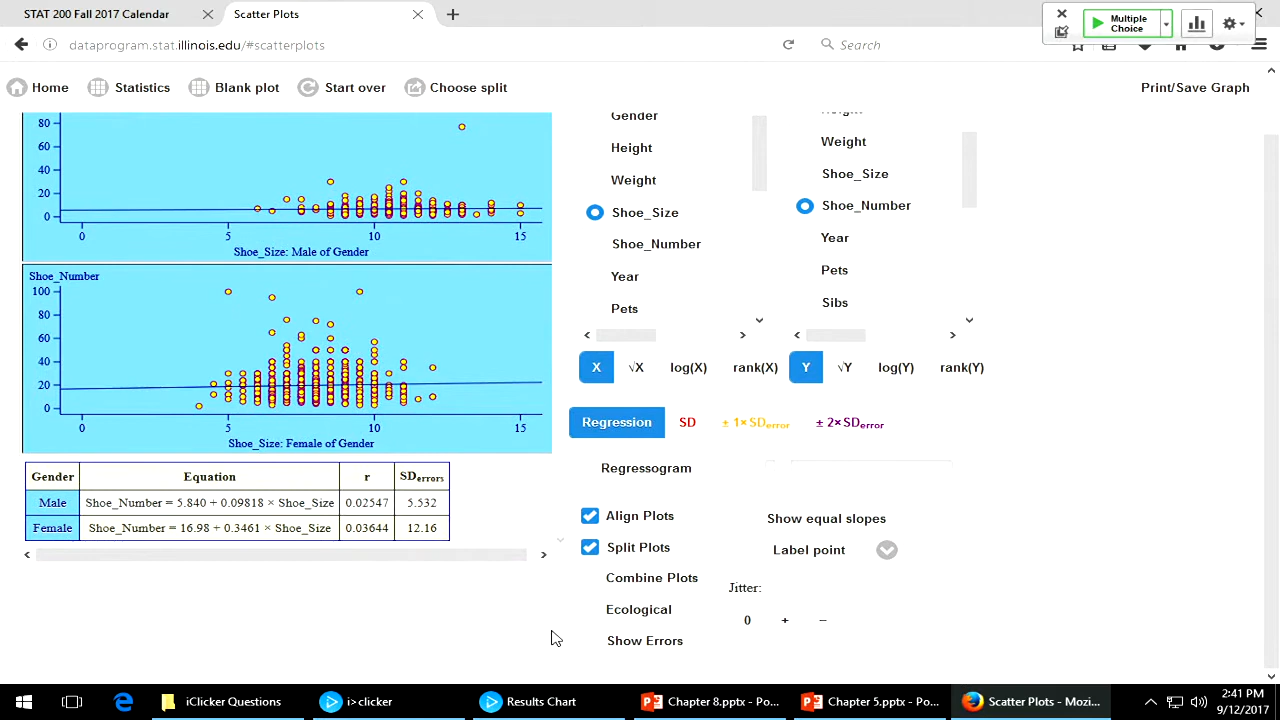 STAT 200 Fall 2017 Calendar
Scatter Plots
Multiple
Choice
dataprogram.stat.illinois.edu/#scatterplots
Search
Home
Statistics
Blank plot
Start over
Choose split
Print/Save Graph
80
60
40
20
0
0 5 10 15
Shoe_Size: Male of Gender
Shoe_Number
100
80
60
40
20
0
0 5 10 15
Shoe_Size: Female of Gender
Gender Equation r SDerrors
Male Shoe_Number = 5.840 + 0.09818 × Shoe_Size 0.02547 5.532
Female Shoe_Number = 16.98 + 0.3461 × Shoe_Size 0.03644 12.16
Gender
Height
Weight
Shoe_Size
Shoe_Number
Year
Pets
Weight
Shoe_Size
Shoe_Number
Year
Pets
Sibs
X √X log(X) rank(X)
Y √Y log(Y) rank(Y)
Regression SD ± 1× SDerror ± 2× SDerror
Regressogram
Align Plots
Split Plots
Combine Plots
Ecological
Show Errors
Show equal slopes
Label point
Jitter:
0 + −
iClicker Questions
i>clicker
Results Chart
Chapter 8.pptx - Po...
Chapter 5.pptx - Po...
Scatter Plots - Mozi...
2:41 PM
9/12/2017